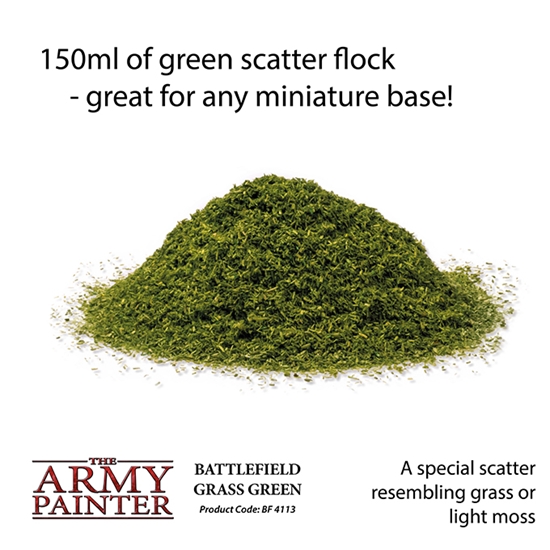 150ml of green scatter flock
- great for any miniature base!
THE
ARMY
PAINTER
BATTLEFIELD
GRASS GREEN
Product Code: BF 4113
A special scatter
resembling grass or
light moss